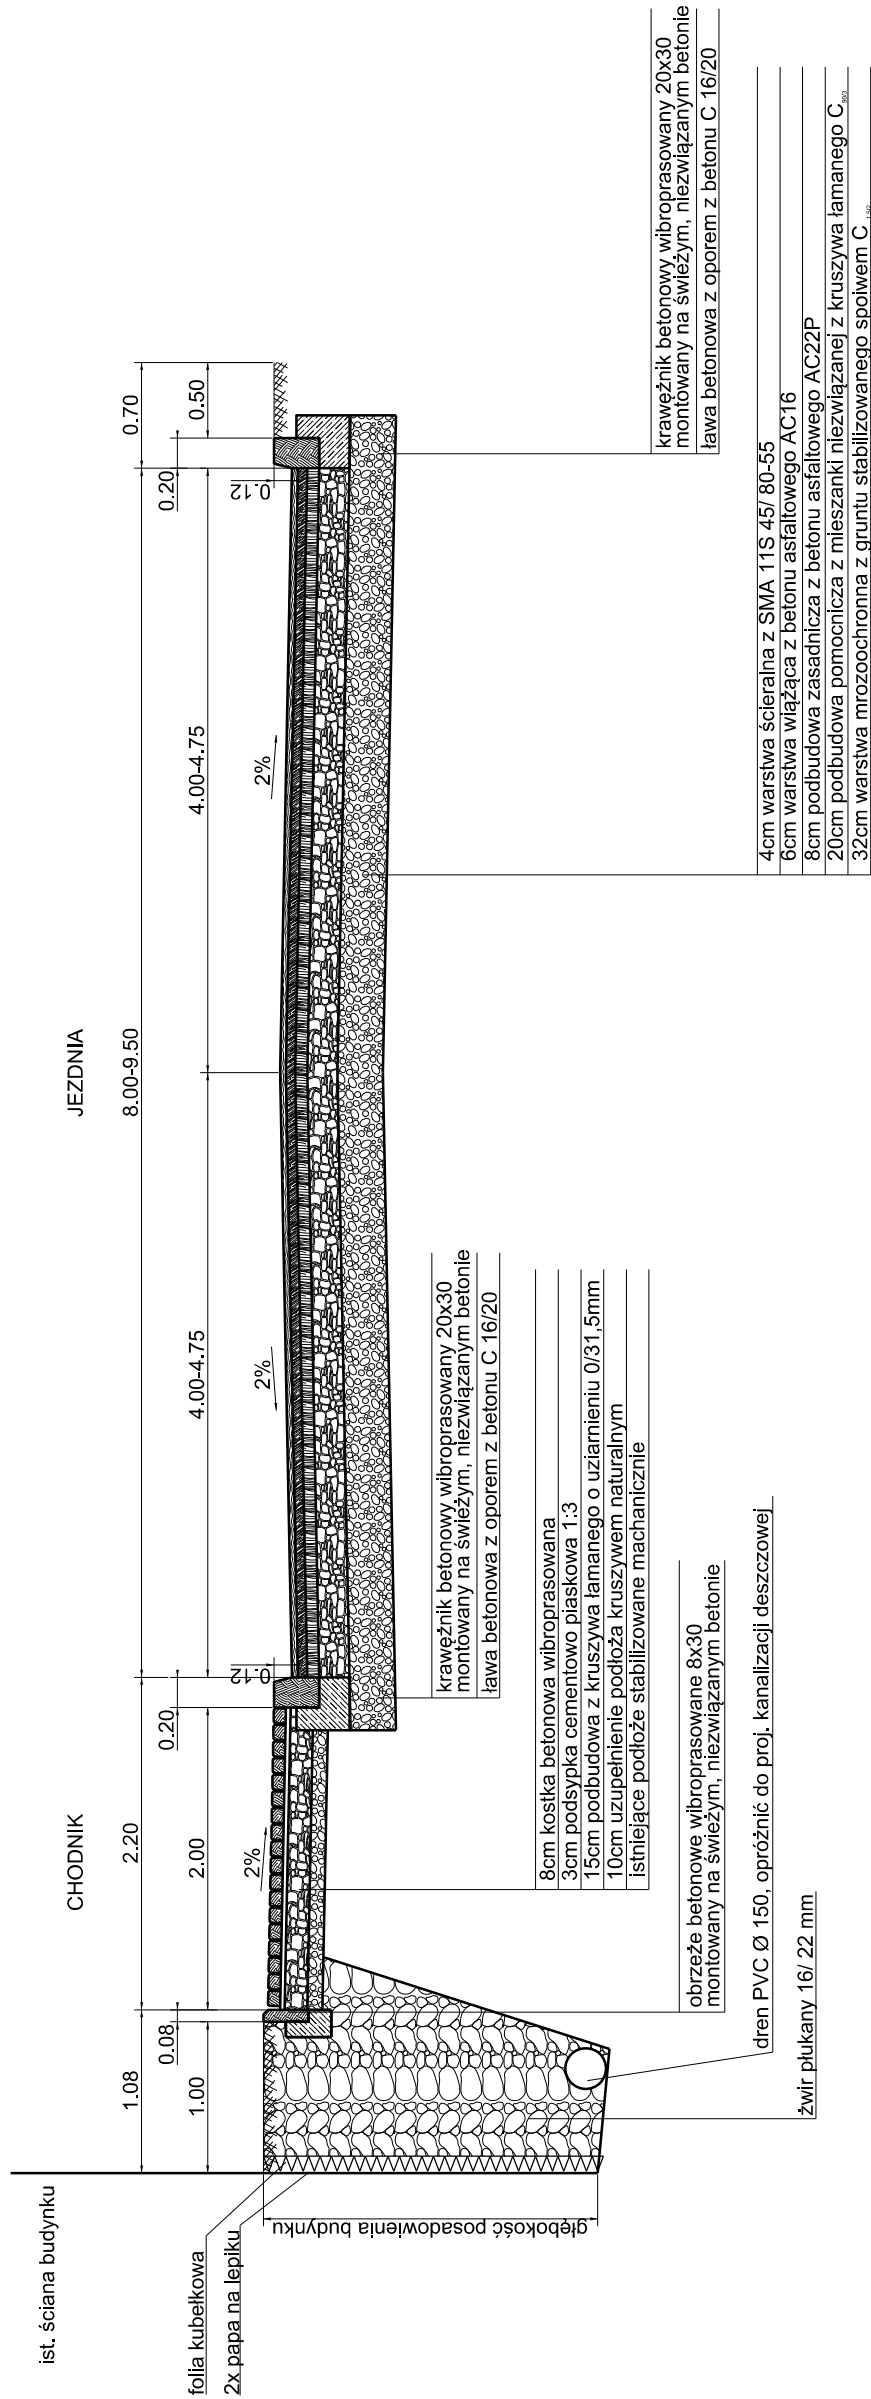 ist. ściana budynku
folia kubełkowa
2x papa na lepiku
głębokość posadowienia budynku
CHODNIK
JEZDNIA
1.08
2.20
8.00-9.50
0.70
1.00
0.08
2.00
0.20
4.00-4.75
4.00-4.75
0.20
0.50
2%
0.12
2%
2%
0.12
krawężnik betonowy wibroprasowany 20x30
montowany na świeżym, niezwiązanym betonie
ława betonowa z oporem z betonu C 16/20
krawężnik betonowy wibroprasowany 20x30
montowany na świeżym, niezwiązanym betonie
ława betonowa z oporem z betonu C 16/20
8cm kostka betonowa wibroprasowana
3cm podsypka cementowo piaskowa 1:3
15cm podbudowa z kruszywa łamanego o uziarnieniu 0/31,5mm
10cm uzupełnienie podłoża kruszywem naturalnym
istniejące podłoże stabilizowane machanicznie
obrzeże betonowe wibroprasowane 8x30
montowany na świeżym, niezwiązanym betonie
dren PVC Ø 150, opróżnić do proj. kanalizacji deszczowej
żwir płukany 16/ 22 mm
4cm warstwa ścieralna z SMA 11S 45/ 80-55
6cm warstwa wiążąca z betonu asfaltowego AC16
8cm podbudowa zasadnicza z betonu asfaltowego AC22P
20cm podbudowa pomocnicza z mieszanki niezwiązanej z kruszywa łamanego C
32cm warstwa mrozoochronna z gruntu stabilizowanego spoiwem C